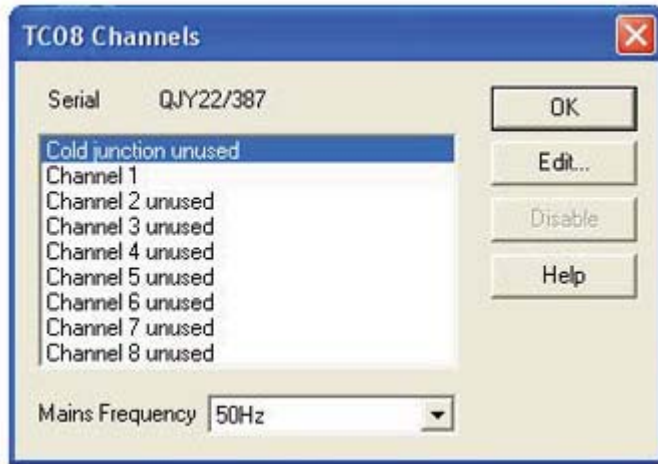 TC08 Channels
Serial QJY22/387
Cold junction unused
Channel 1
Channel 2 unused
Channel 3 unused
Channel 4 unused
Channel 5 unused
Channel 6 unused
Channel 7 unused
Channel 8 unused
Mains Frequency 50Hz
OK
Edit...
Disable
Help